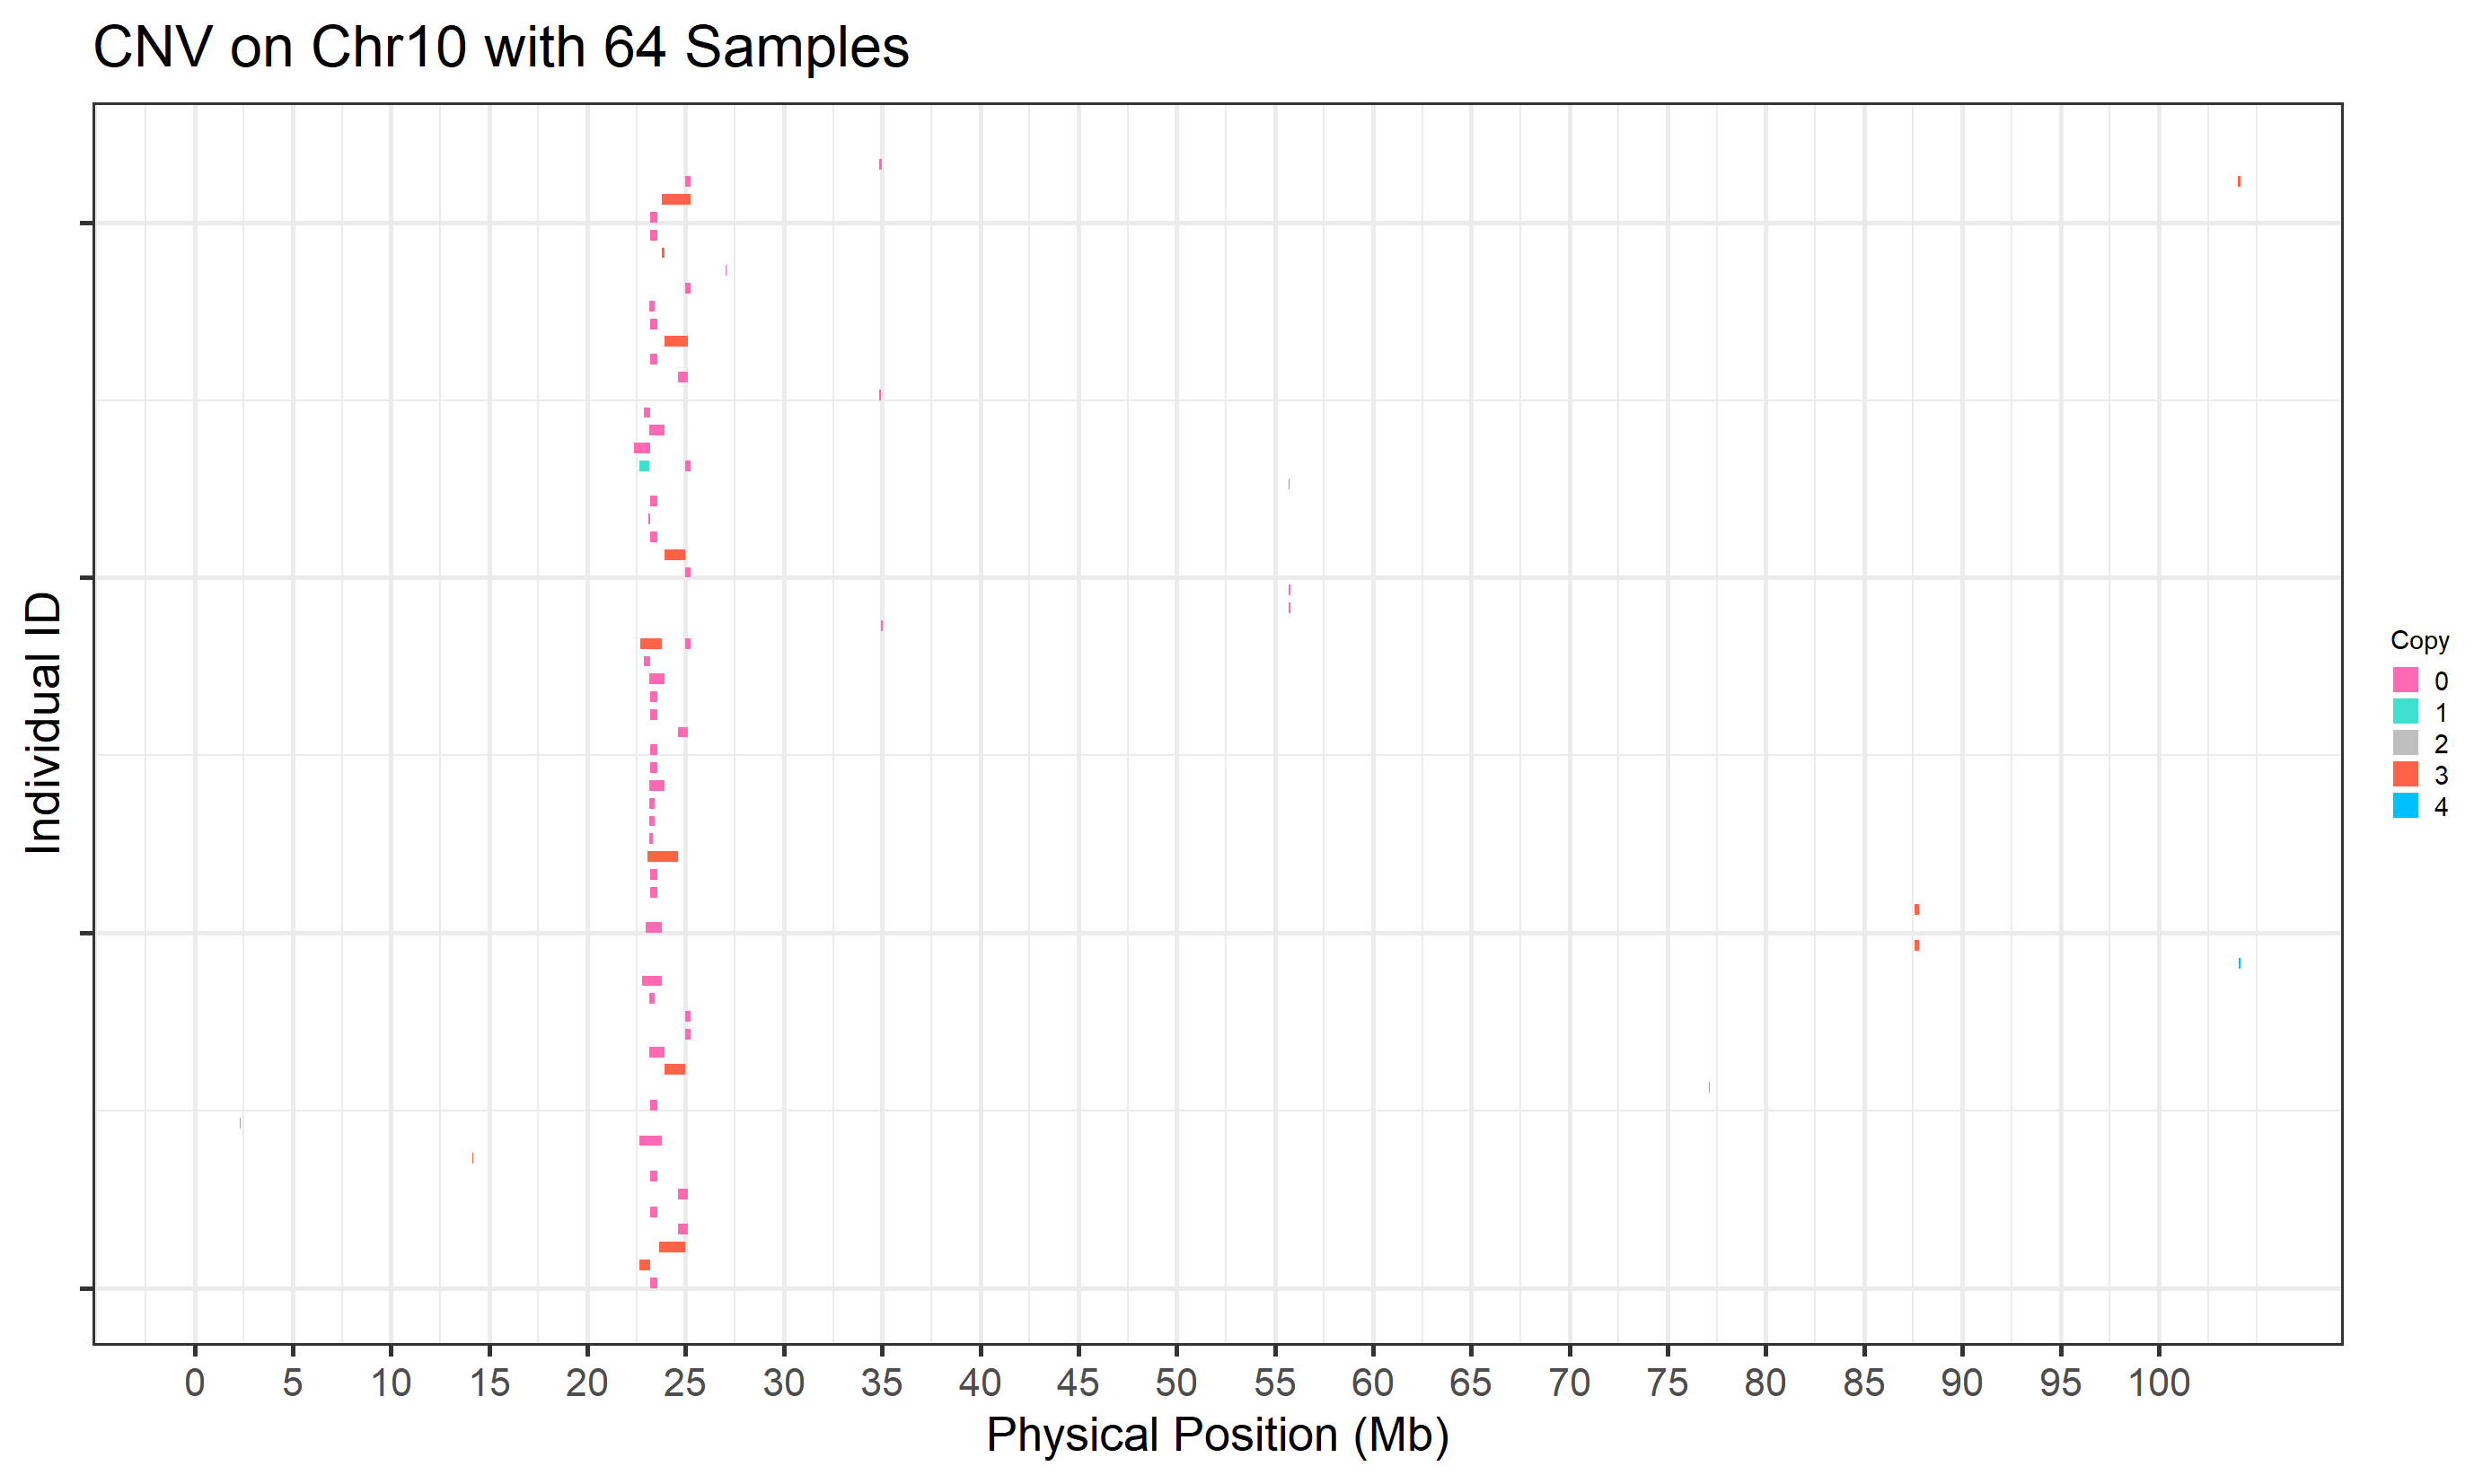 CNV on Chr10 with 64 Samples
Individual ID
Copy
0
1
2
3
4
0 5 10 15 20 25 30 35 40 45 50 55 60 65 70 75 80 85 90 95 100
Physical Position (Mb)